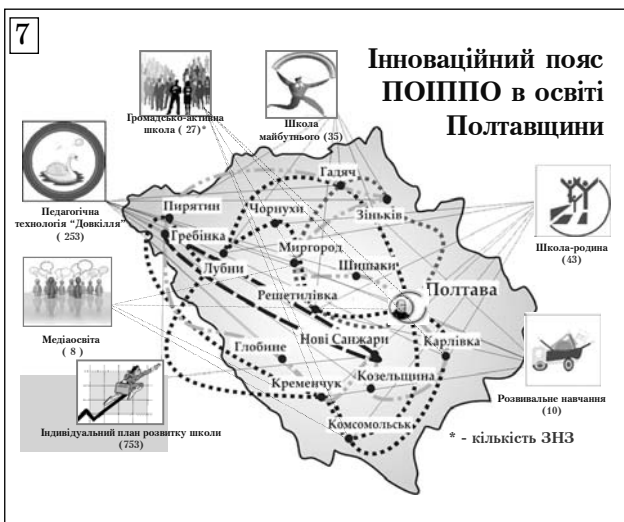 7
Інноваційний пояс
ПОІППО в освіті
Полтавщини
Громадсько-активна
школа ( 27)*
Школа
майбутнього (35)
Педагогічна
технологія “Довкілля”
( 253)
Школа-родина
(43)
Медіаосвіта
( 8 )
Розвивальне навчання
(10)
Індивідуальний план розвитку школи
(753)
Гадяч
Зіньків
Пирятин
Чорнухи
Гребінка
Миргород
Лубни
Шишаки
Полтава
Решетилівка
Нові Санжари
Глобине
Карлівка
Козельщина
Кременчук
Комсомольськ
* - кількість ЗНЗ